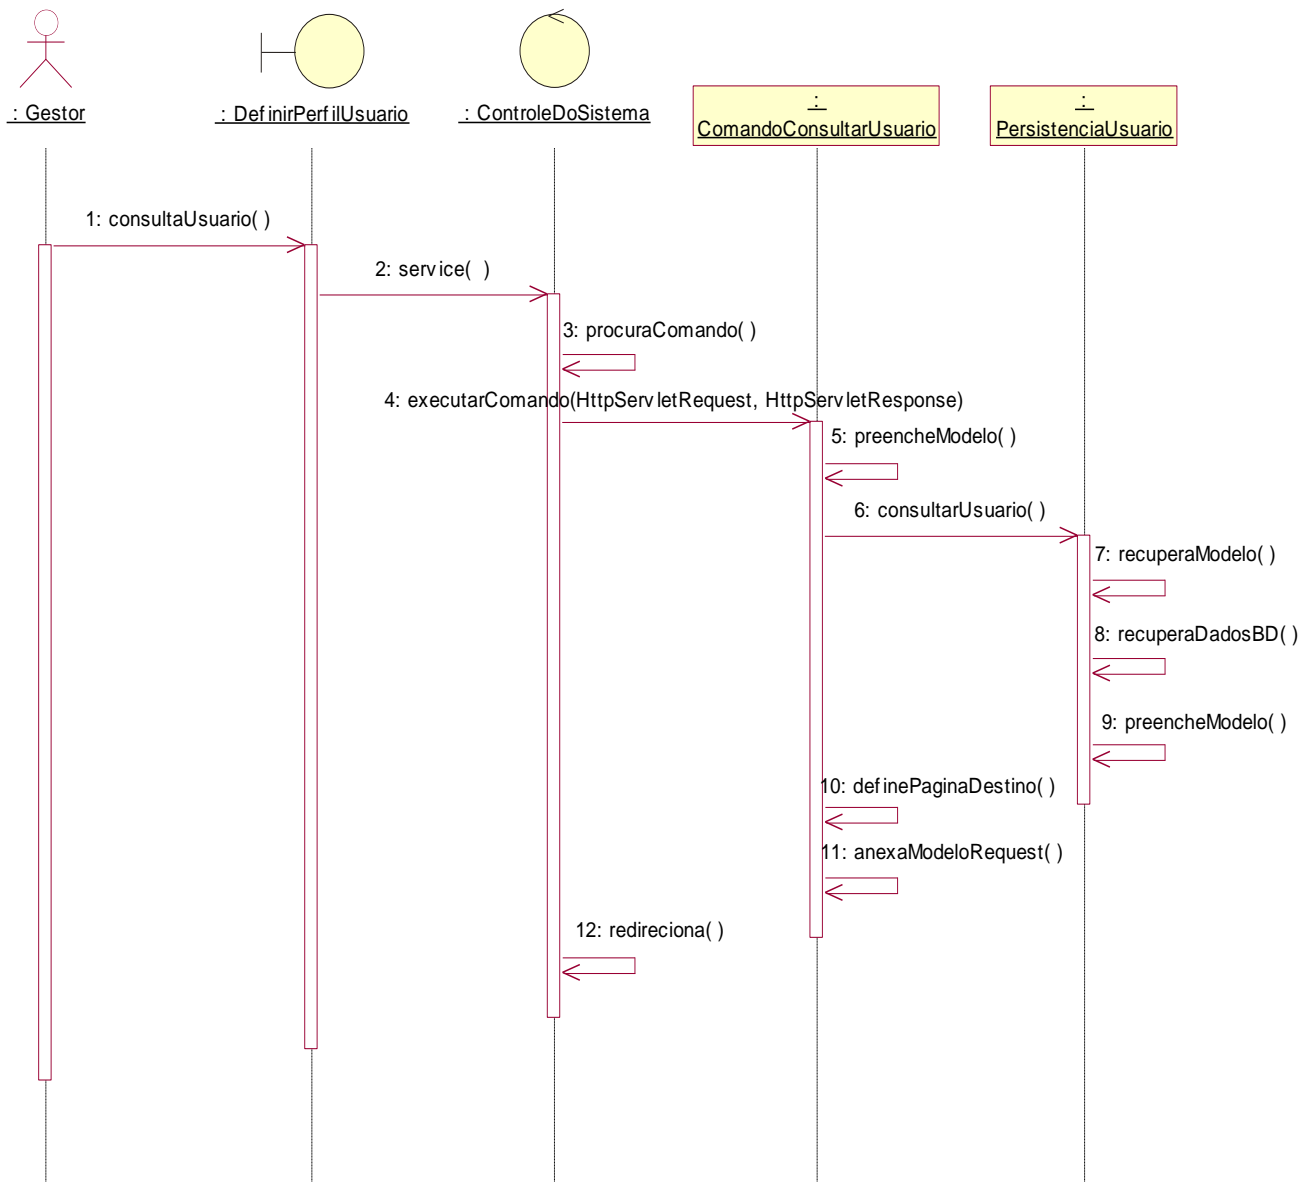 : Gestor
: DefinirPerfilUsuario
: ControleDoSistema
:
ComandoConsultarUsuario
:
PersistenciaUsuario
1: consultaUsuario( )
2: service( )
3: procuraComando( )
4: executarComando(HttpServletRequest, HttpServletResponse)
5: preencheModelo( )
6: consultarUsuario( )
7: recuperaModelo( )
8: recuperaDadosBD( )
9: preencheModelo( )
10: definePaginaDestino( )
11: anexaModeloRequest( )
12: redireciona( )